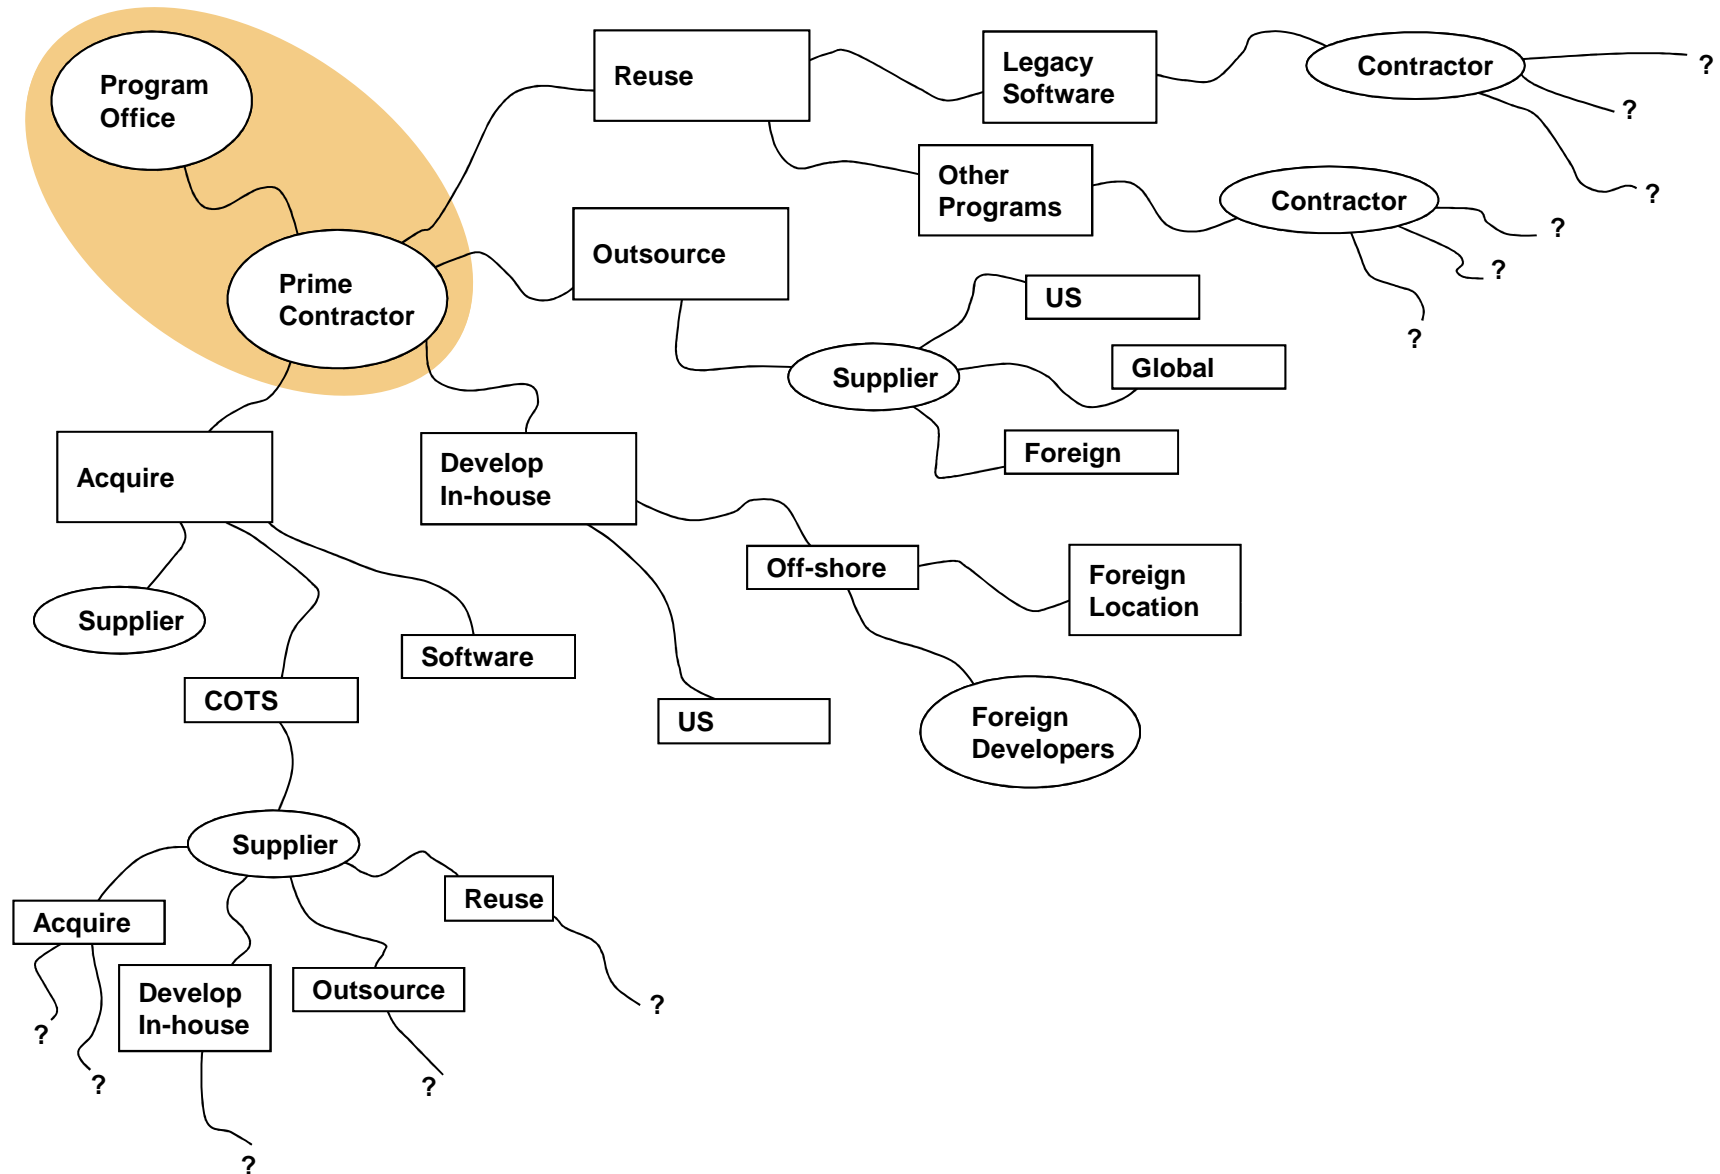 Program
Office
Prime
Contractor
Reuse
Legacy
Software
Contractor
?
?
?
Other
Programs
Contractor
?
?
?
Outsource
Supplier
US
Global
Foreign
Acquire
Supplier
COTS
Software
Develop
In-house
Off-shore
Foreign
Location
Foreign
Developers
US
Supplier
Acquire
?
?
Develop
In-house
?
Outsource
?
Reuse
?